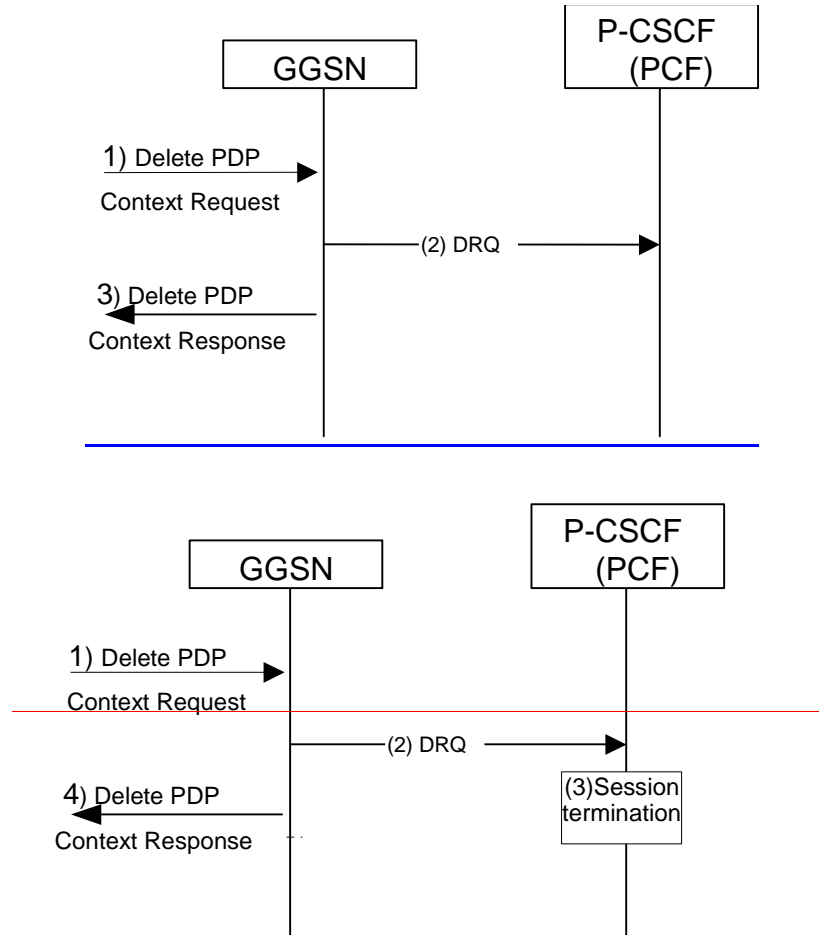 P-CSCF
(PCF)
GGSN
1) Delete PDP
Context Request
(2) DRQ
3) Delete PDP
Context Response
P-CSCF
(PCF)
GGSN
1) Delete PDP
Context Request
(2) DRQ
(3)Session
termination
4) Delete PDP
Context Response